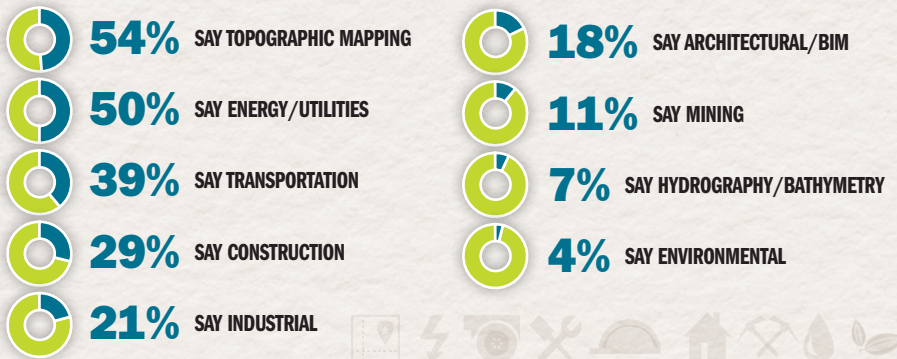 54% SAY TOPOGRAPHIC MAPPING
50% SAY ENERGY/UTILITIES
39% SAY TRANSPORTATION
29% SAY CONSTRUCTION
21% SAY INDUSTRIAL
18% SAY ARCHITECTURAL/BIM
11% SAY MINING
7% SAY HYDROGRAPHY/BATHYMETRY
4% SAY ENVIRONMENTAL